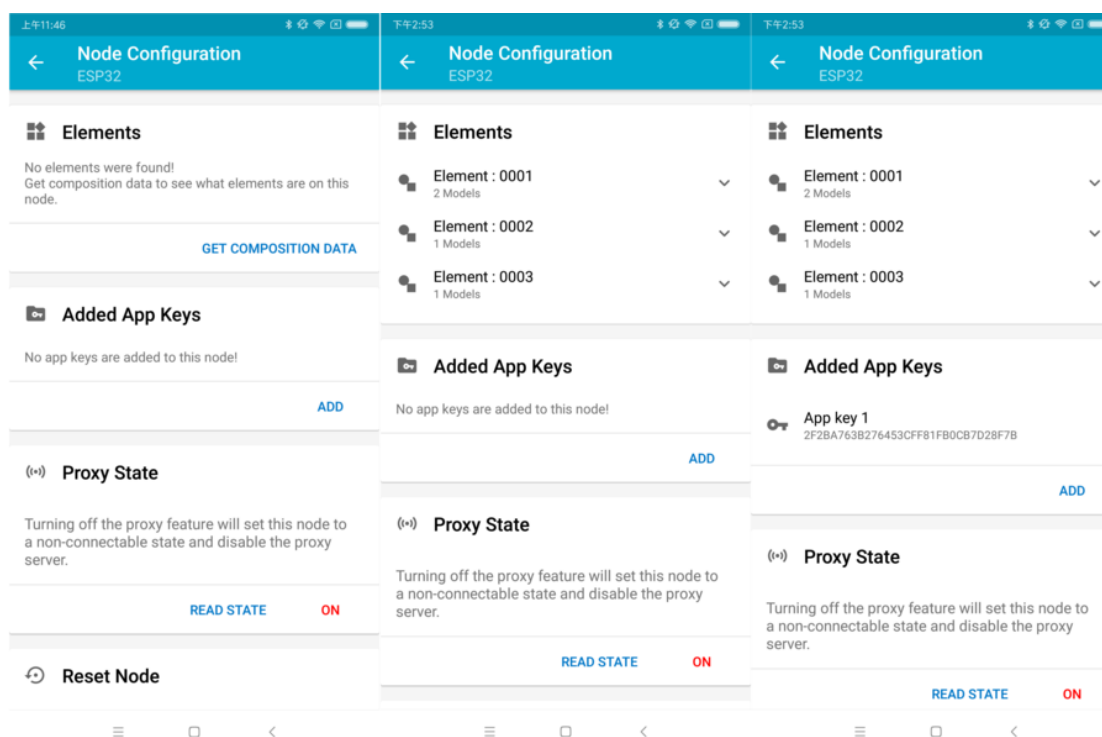 上午11:46
Node Configuration
ESP32
Elements
No elements were found!
Get composition data to see what elements are on this
node.
GET COMPOSITION DATA
Added App Keys
No app keys are added to this node!
ADD
Proxy State
Turning off the proxy feature will set this node to
a non-connectable state and disable the proxy
server.
READ STATE
ON
Reset Node
下午2:53
Node Configuration
ESP32
Elements
Element : 0001
2 Models
Element : 0002
1 Models
Element : 0003
1 Models
Added App Keys
No app keys are added to this node!
ADD
Proxy State
Turning off the proxy feature will set this node to
a non-connectable state and disable the proxy
server.
READ STATE
ON
下午2:53
Node Configuration
ESP32
Elements
Element : 0001
2 Models
Element : 0002
1 Models
Element : 0003
1 Models
Added App Keys
App key 1
2F2BA763B276453CFF81FB0CB7D28F7B
ADD
Proxy State
Turning off the proxy feature will set this node to
a non-connectable state and disable the proxy
server.
READ STATE
ON